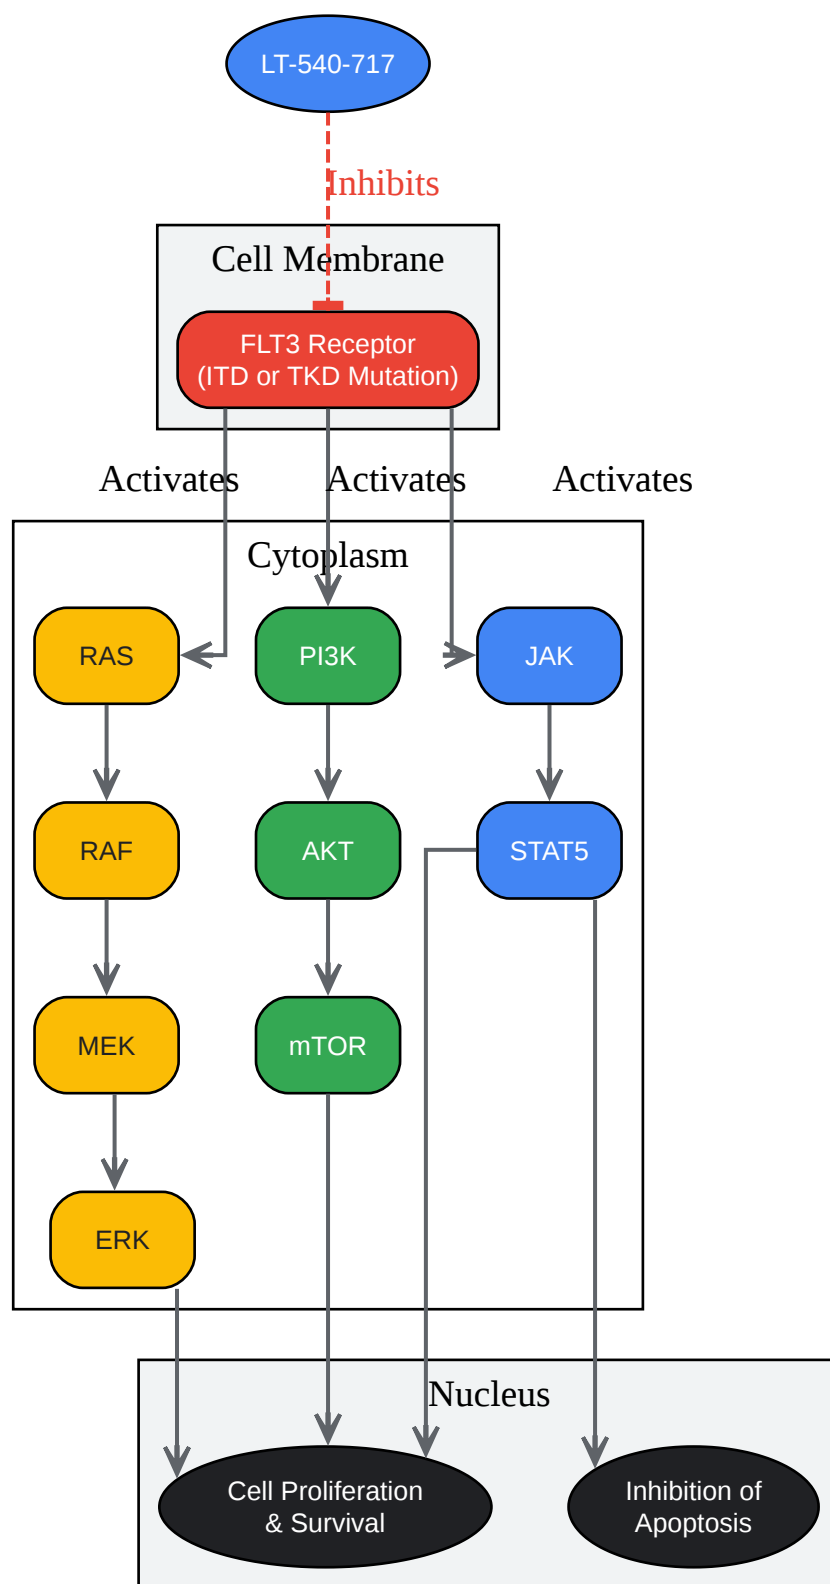 LT-540-717
Inhibits
Cell Membrane
FLT3 Receptor
(ITD or TKD Mutation)
Activates
Activates
Activates
Cytoplasm
RAS
PI3K
JAK
RAF
AKT
STAT5
MEK
mTOR
ERK
Nucleus
Cell Proliferation
& Survival
Inhibition of
Apoptosis